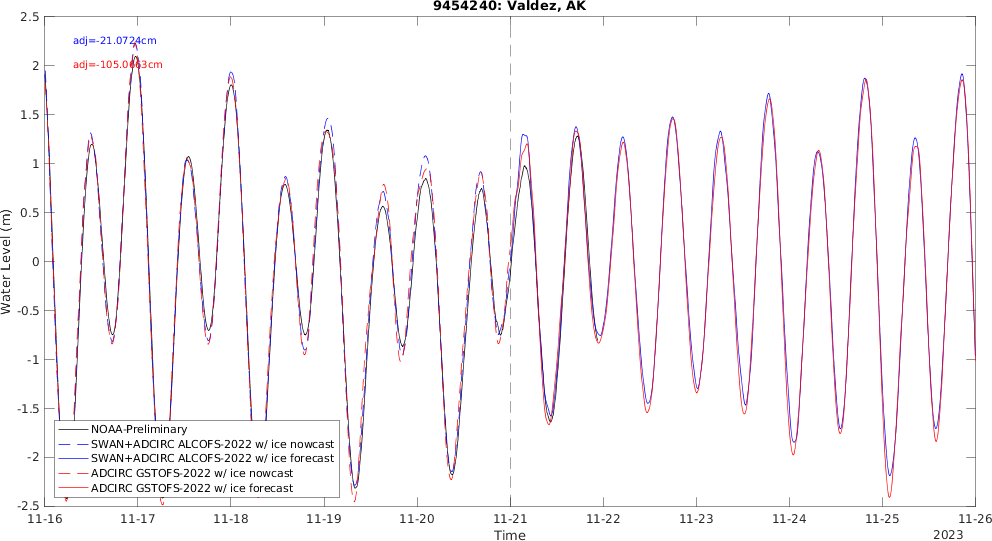 9454240: Valdez, AK
2.5
2
1.5
1
0.5
0
-0.5
-1
-1.5
-2
-2.5
Water Level (m)
adj=-21.0724cm
adj=-105.0663cm
NOAA-Preliminary
SWAN+ADCIRC ALCOFS-2022 w/ ice nowcast
SWAN+ADCIRC ALCOFS-2022 w/ ice forecast
ADCIRC GSTOFS-2022 w/ ice nowcast
ADCIRC GSTOFS-2022 w/ ice forecast
11-16 11-17 11-18 11-19 11-20 11-21 11-22 11-23 11-24 11-25 11-26
Time
2023